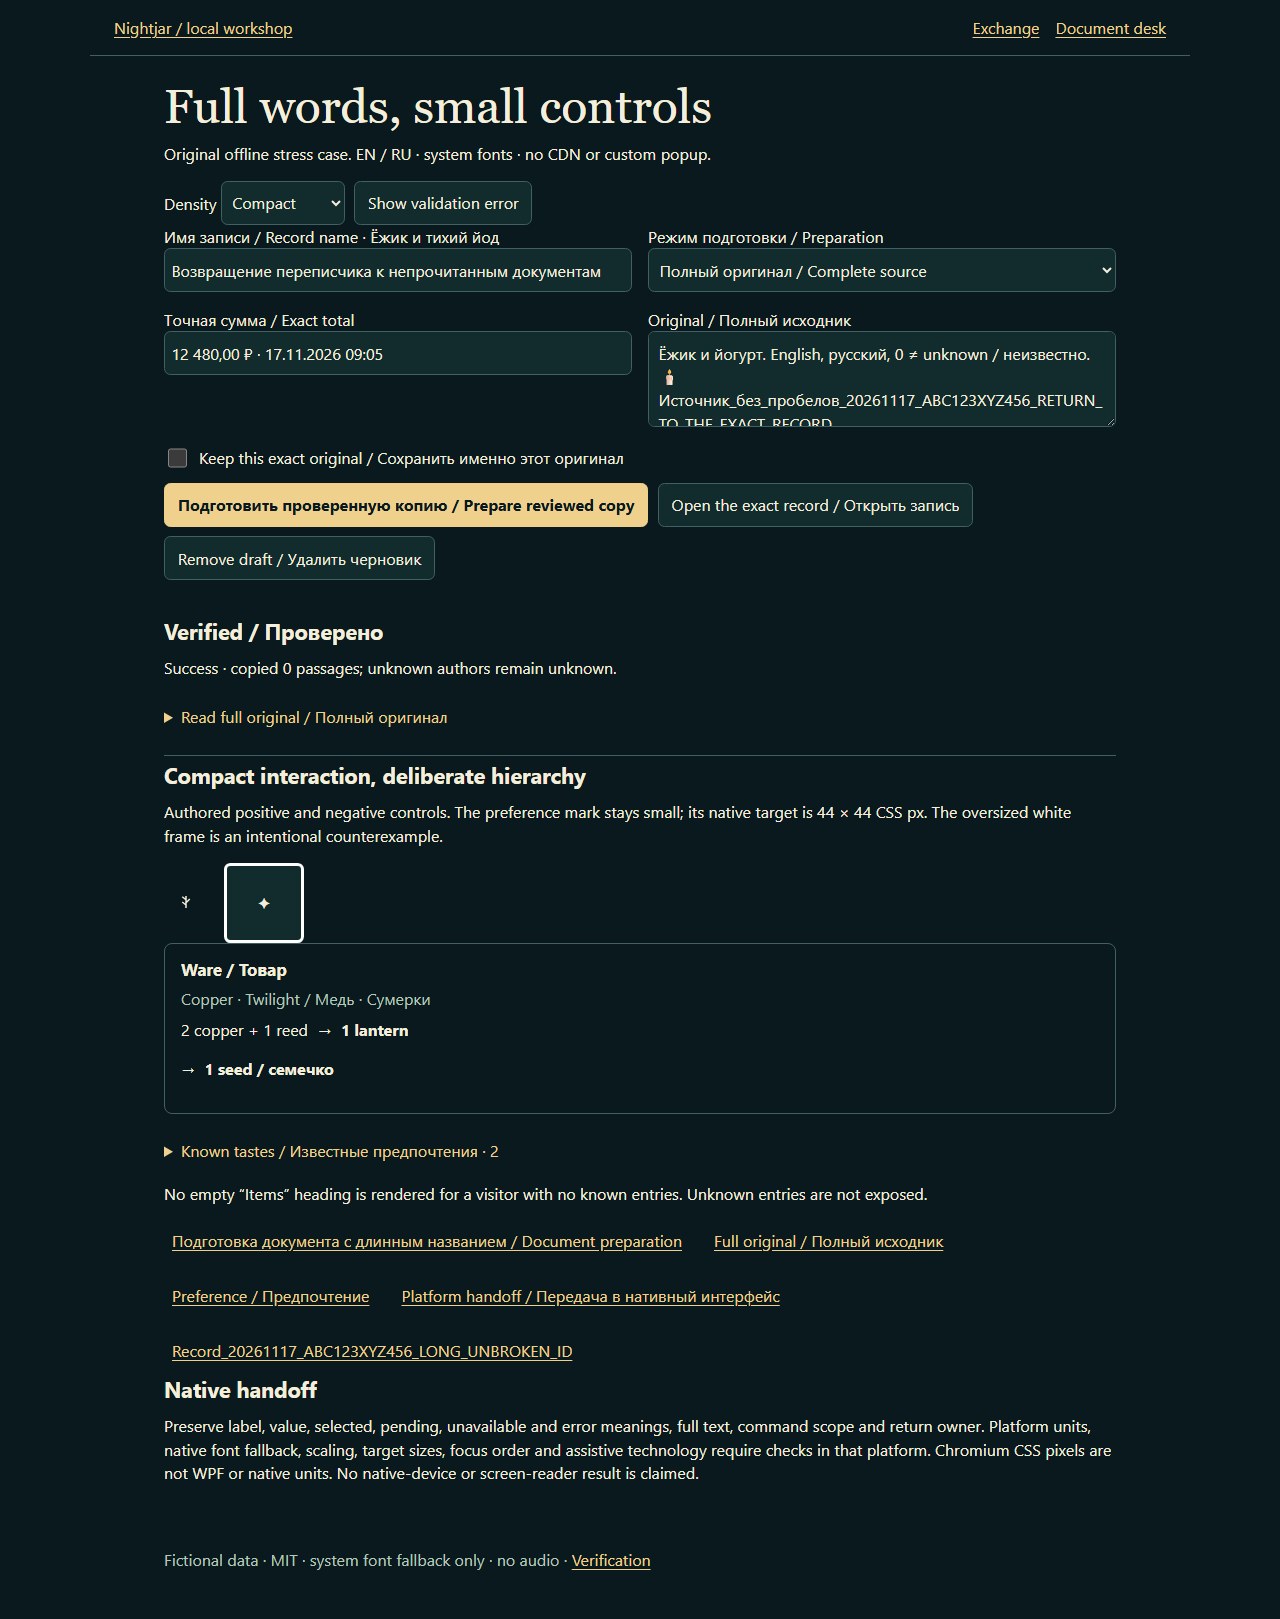 Nightjar / local workshop
Exchange Document desk
Full words, small controls
Original offline stress case. EN / RU · system fonts · no CDN or custom popup.
Density Compact Show validation error
Имя записи / Record name · Ёжик и тихий йод
Возвращение переписчика к непрочитанным документам
Режим подготовки / Preparation
Полный оригинал / Complete source
Точная сумма / Exact total
12 480,00 ₽ · 17.11.2026 09:05
Original / Полный исходник
Ёжик и йогурт. English, русский, 0 ≠ unknown / неизвестно.
🕯
Источник_без_пробелов_20261117_ABC123XYZ456_RETURN_
TO_THE_EXACT_RECORD
Keep this exact original / Сохранить именно этот оригинал
Подготовить проверенную копию / Prepare reviewed copy
Open the exact record / Открыть запись
Remove draft / Удалить черновик
Verified / Проверено
Success · copied 0 passages; unknown authors remain unknown.
▶ Read full original / Полный оригинал
Compact interaction, deliberate hierarchy
Authored positive and negative controls. The preference mark stays small; its native target is 44 × 44 CSS px. The oversized white
frame is an intentional counterexample.
✦
Ware / Товар
Copper · Twilight / Медь · Сумерки
2 copper + 1 reed → 1 lantern
→ 1 seed / семечко
▶ Known tastes / Известные предпочтения · 2
No empty “Items” heading is rendered for a visitor with no known entries. Unknown entries are not exposed.
Подготовка документа с длинным названием / Document preparation Full original / Полный исходник
Preference / Предпочтение Platform handoff / Передача в нативный интерфейс
Record_20261117_ABC123XYZ456_LONG_UNBROKEN_ID
Native handoff
Preserve label, value, selected, pending, unavailable and error meanings, full text, command scope and return owner. Platform units,
native font fallback, scaling, target sizes, focus order and assistive technology require checks in that platform. Chromium CSS pixels are
not WPF or native units. No native-device or screen-reader result is claimed.
Fictional data · MIT · system font fallback only · no audio · Verification